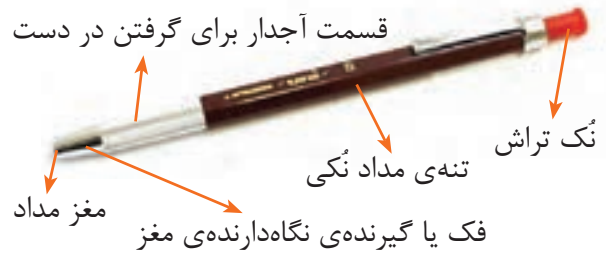 قسمت آجدار برای گرفتن در دست
نُک تراش
تنه‌ی مداد نُکی
مغز مداد
فک یا گیرنده‌ی نگاه‌دارنده‌ی مغز